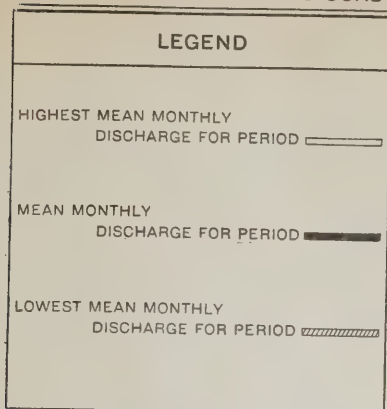 LEGEND
HIGHEST MEAN MONTHLY
DISCHARGE FOR PERIOD
MEAN MONTHLY
DISCHARGE FOR PERIOD
LOWEST MEAN MONTHLY
DISCHARGE FOR PERIOD